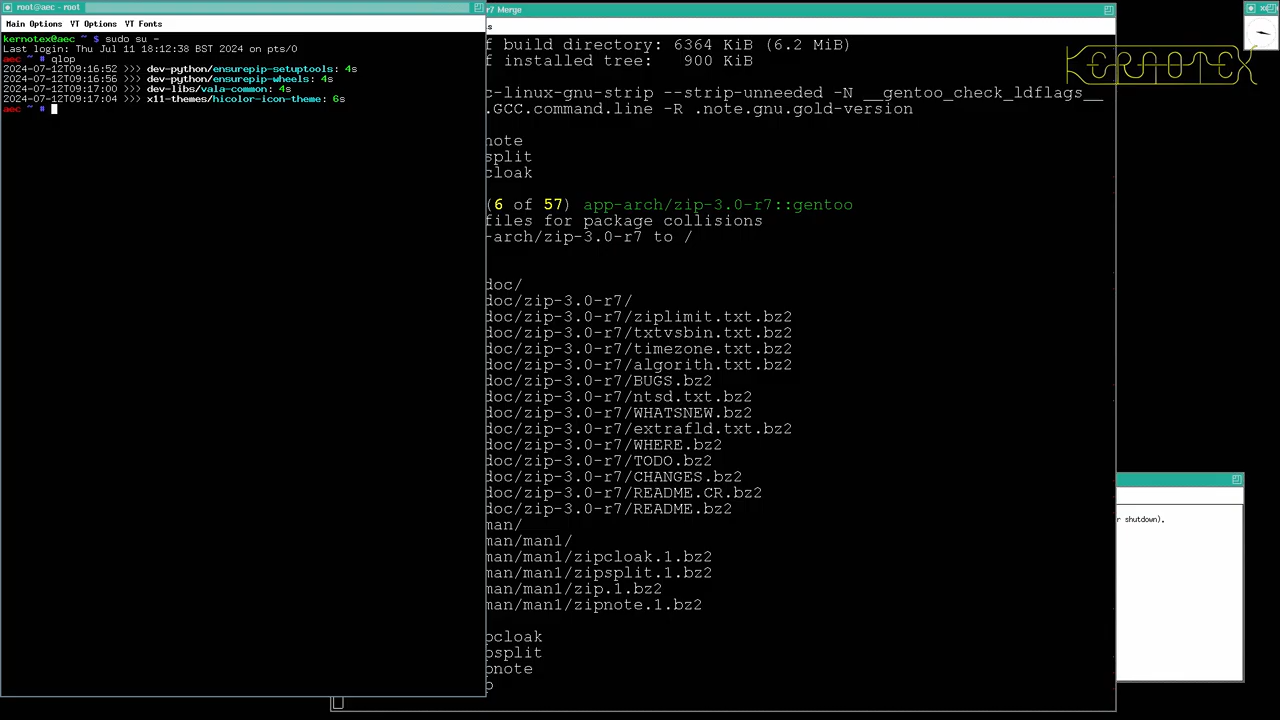 root@aec - root
Main Options  VT Options  VT Fonts
kernotex@aec ~ $ sudo su -
Last login: Thu Jul 11 18:12:38 BST 2024 on pts/0
aec ~ # qlop
2024-07-12T09:16:52 >>> dev-python/ensurepip-setuptools: 4s
2024-07-12T09:16:56 >>> dev-python/ensurepip-wheels: 4s
2024-07-12T09:17:00 >>> dev-libs/vala-common: 4s
2024-07-12T09:17:04 >>> x11-themes/hicolor-icon-theme: 6s
aec ~ #
r7 Merge
s
f build directory: 6364 KiB (6.2 MiB)
f installed tree:   900 KiB
c-linux-gnu-strip --strip-unneeded -N __gentoo_check_ldflags__
.GCC.command.line -R .note.gnu.gold-version
note
split
cloak
(6 of 57) app-arch/zip-3.0-r7::gentoo
files for package collisions
-arch/zip-3.0-r7 to /
doc/
doc/zip-3.0-r7/
doc/zip-3.0-r7/ziplimit.txt.bz2
doc/zip-3.0-r7/txtvsbin.txt.bz2
doc/zip-3.0-r7/timezone.txt.bz2
doc/zip-3.0-r7/algorith.txt.bz2
doc/zip-3.0-r7/BUGS.bz2
doc/zip-3.0-r7/ntsd.txt.bz2
doc/zip-3.0-r7/WHATSNEW.bz2
doc/zip-3.0-r7/extrafld.txt.bz2
doc/zip-3.0-r7/WHERE.bz2
doc/zip-3.0-r7/TODO.bz2
doc/zip-3.0-r7/CHANGES.bz2
doc/zip-3.0-r7/README.CR.bz2
doc/zip-3.0-r7/README.bz2
man/
man/man1/
man/man1/zipcloak.1.bz2
man/man1/zipsplit.1.bz2
man/man1/zip.1.bz2
man/man1/zipnote.1.bz2
pcloak
psplit
pnote
p
KERNOTEX
r shutdown).